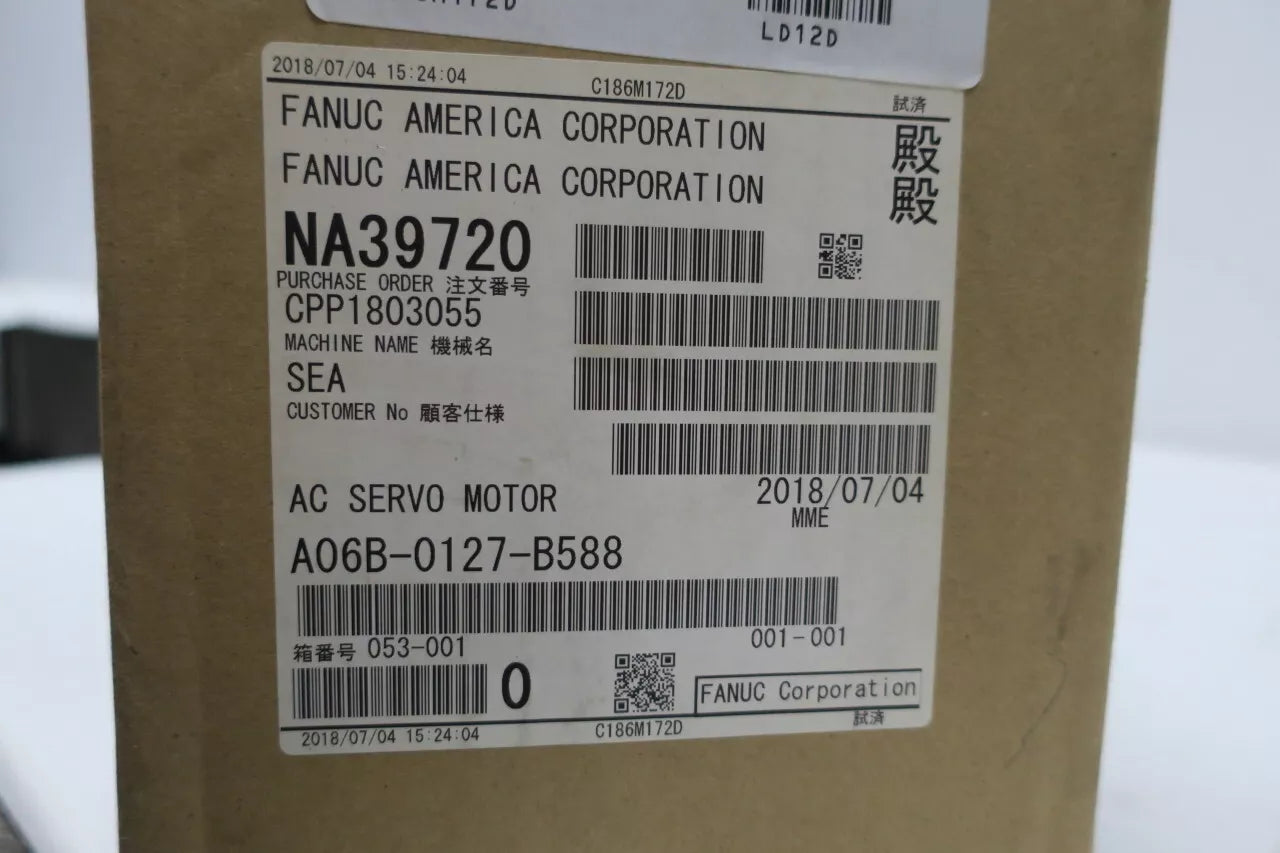 LD12D
2018/07/04 15:24:04 C186M172D 試済
FANUC AMERICA CORPORATION 殿
FANUC AMERICA CORPORATION 殿
NA39720
PURCHASE ORDER 注文番号
CPP1803055
MACHINE NAME 機械名
SEA
CUSTOMER No 顧客仕様
AC SERVO MOTOR 2018/07/04
MME
A06B-0127-B588
箱番号 053-001 001-001
0 FANUC Corporation
2018/07/04 15:24:04 C186M172D 試済